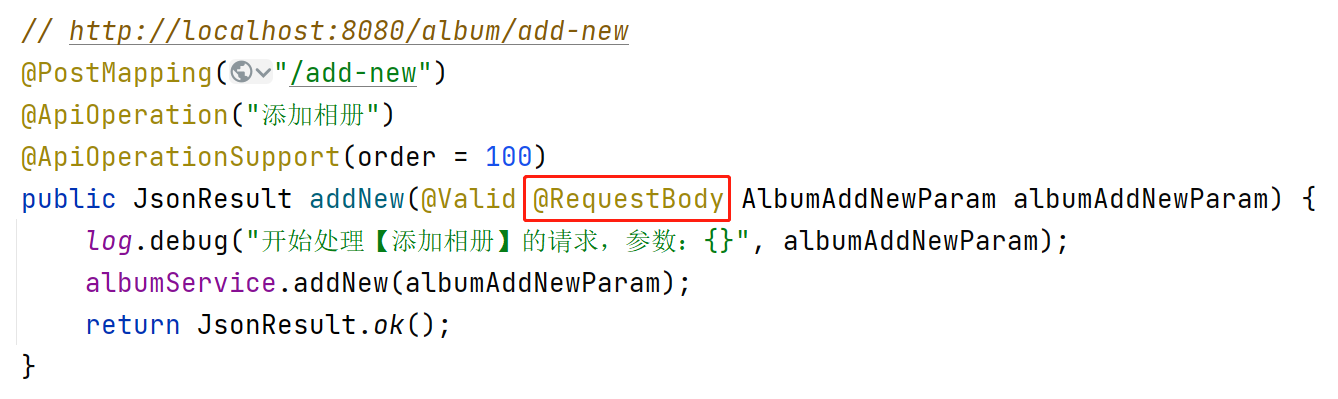 // http://localhost:8080/album/add-new
@PostMapping("/add-new")
@ApiOperation("添加相册")
@ApiOperationSupport(order = 100)
public JsonResult addNew(@Valid @RequestBody AlbumAddNewParam albumAddNewParam) {
    log.debug("开始处理【添加相册】的请求，参数：{}", albumAddNewParam);
    albumService.addNew(albumAddNewParam);
    return JsonResult.ok();
}